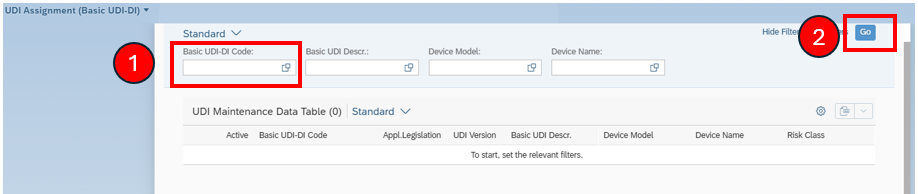 UDI Assignment (Basic UDI-DI)
Standard
Hide Filter
Go
2
Basic UDI-DI Code:
Basic UDI Descr.:
Device Model:
Device Name:
1
UDI Maintenance Data Table (0)
Standard
Active
Basic UDI-DI Code
Appl.Legislation
UDI Version
Basic UDI Descr.
Device Model
Device Name
Risk Class
To start, set the relevant filters.